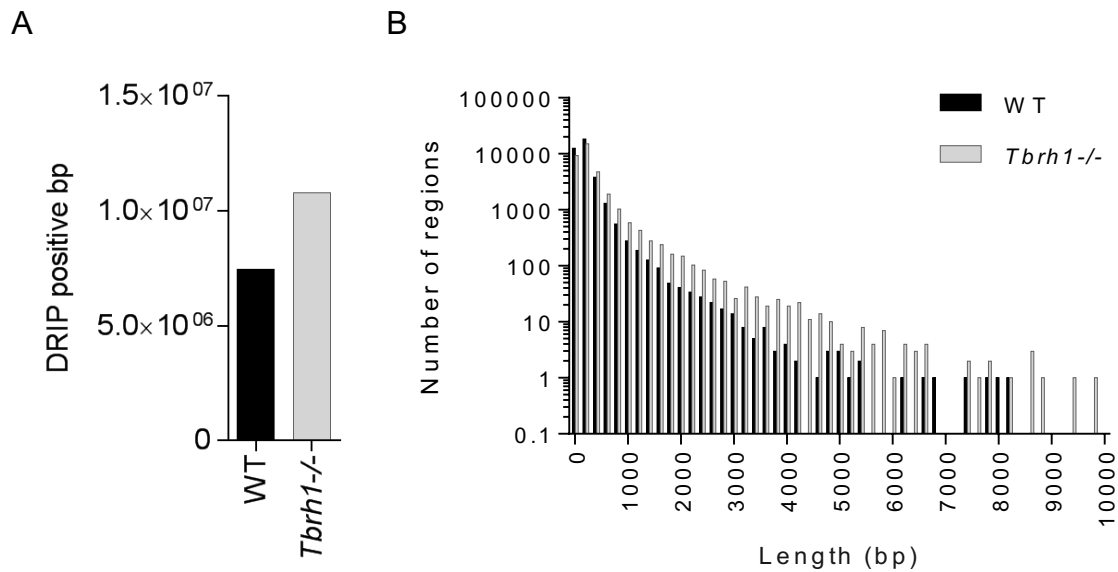 A
DRIP positive bp
1.5×10⁰⁷
1.0×10⁰⁷
5.0×10⁰⁶
0
WT
Tbrh1-/-
B
Number of regions
100000
10000
1000
100
10
1
0.1
0
1000
2000
3000
4000
5000
6000
7000
8000
9000
10000
Length (bp)
WT
Tbrh1-/-